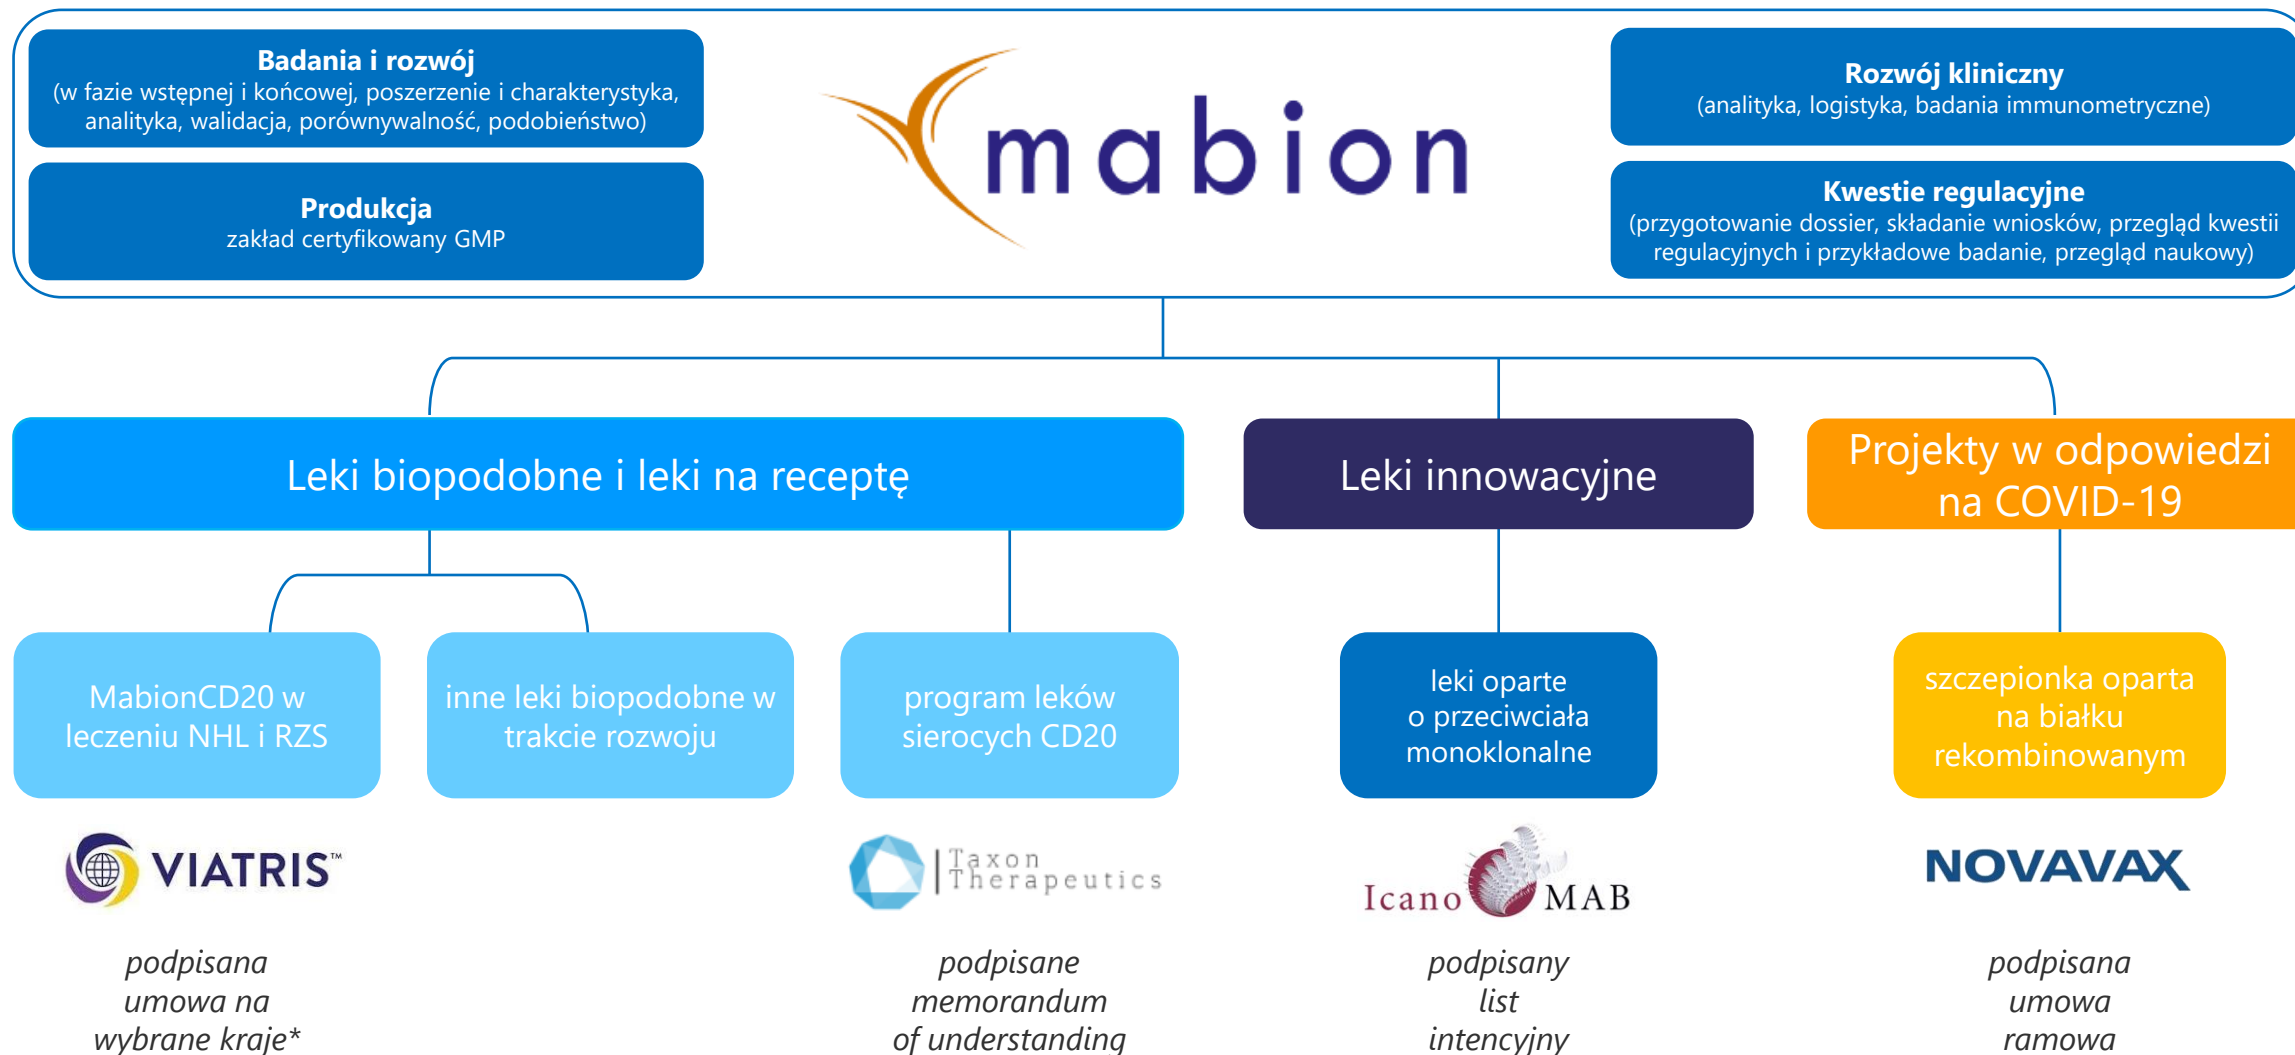 Badania i rozwój
(w fazie wstępnej i końcowej, poszerzenie i charakterystyka,
analityka, walidacja, porównywalność, podobieństwo)
Produkcja
zakład certyfikowany GMP
mabion
Rozwój kliniczny
(analityka, logistyka, badania immunometryczne)
Kwestie regulacyjne
(przygotowanie dossier, składanie wniosków, przegląd kwestii
regulacyjnych i przykładowe badanie, przegląd naukowy)
Leki biopodobne i leki na receptę
Leki innowacyjne
Projekty w odpowiedzi
na COVID-19
MabionCD20 w
leczeniu NHL i RZS
inne leki biopodobne w
trakcie rozwoju
program leków
sierocych CD20
leki oparte
o przeciwciała
monoklonalne
szczepionka oparta
na białku
rekombinowanym
VIATRIS™
Taxon
Therapeutics
Icano MAB
NOVAVAX
podpisana
umowa na
wybrane kraje*
podpisane
memorandum
of understanding
podpisany
list
intencyjny
podpisana
umowa
ramowa